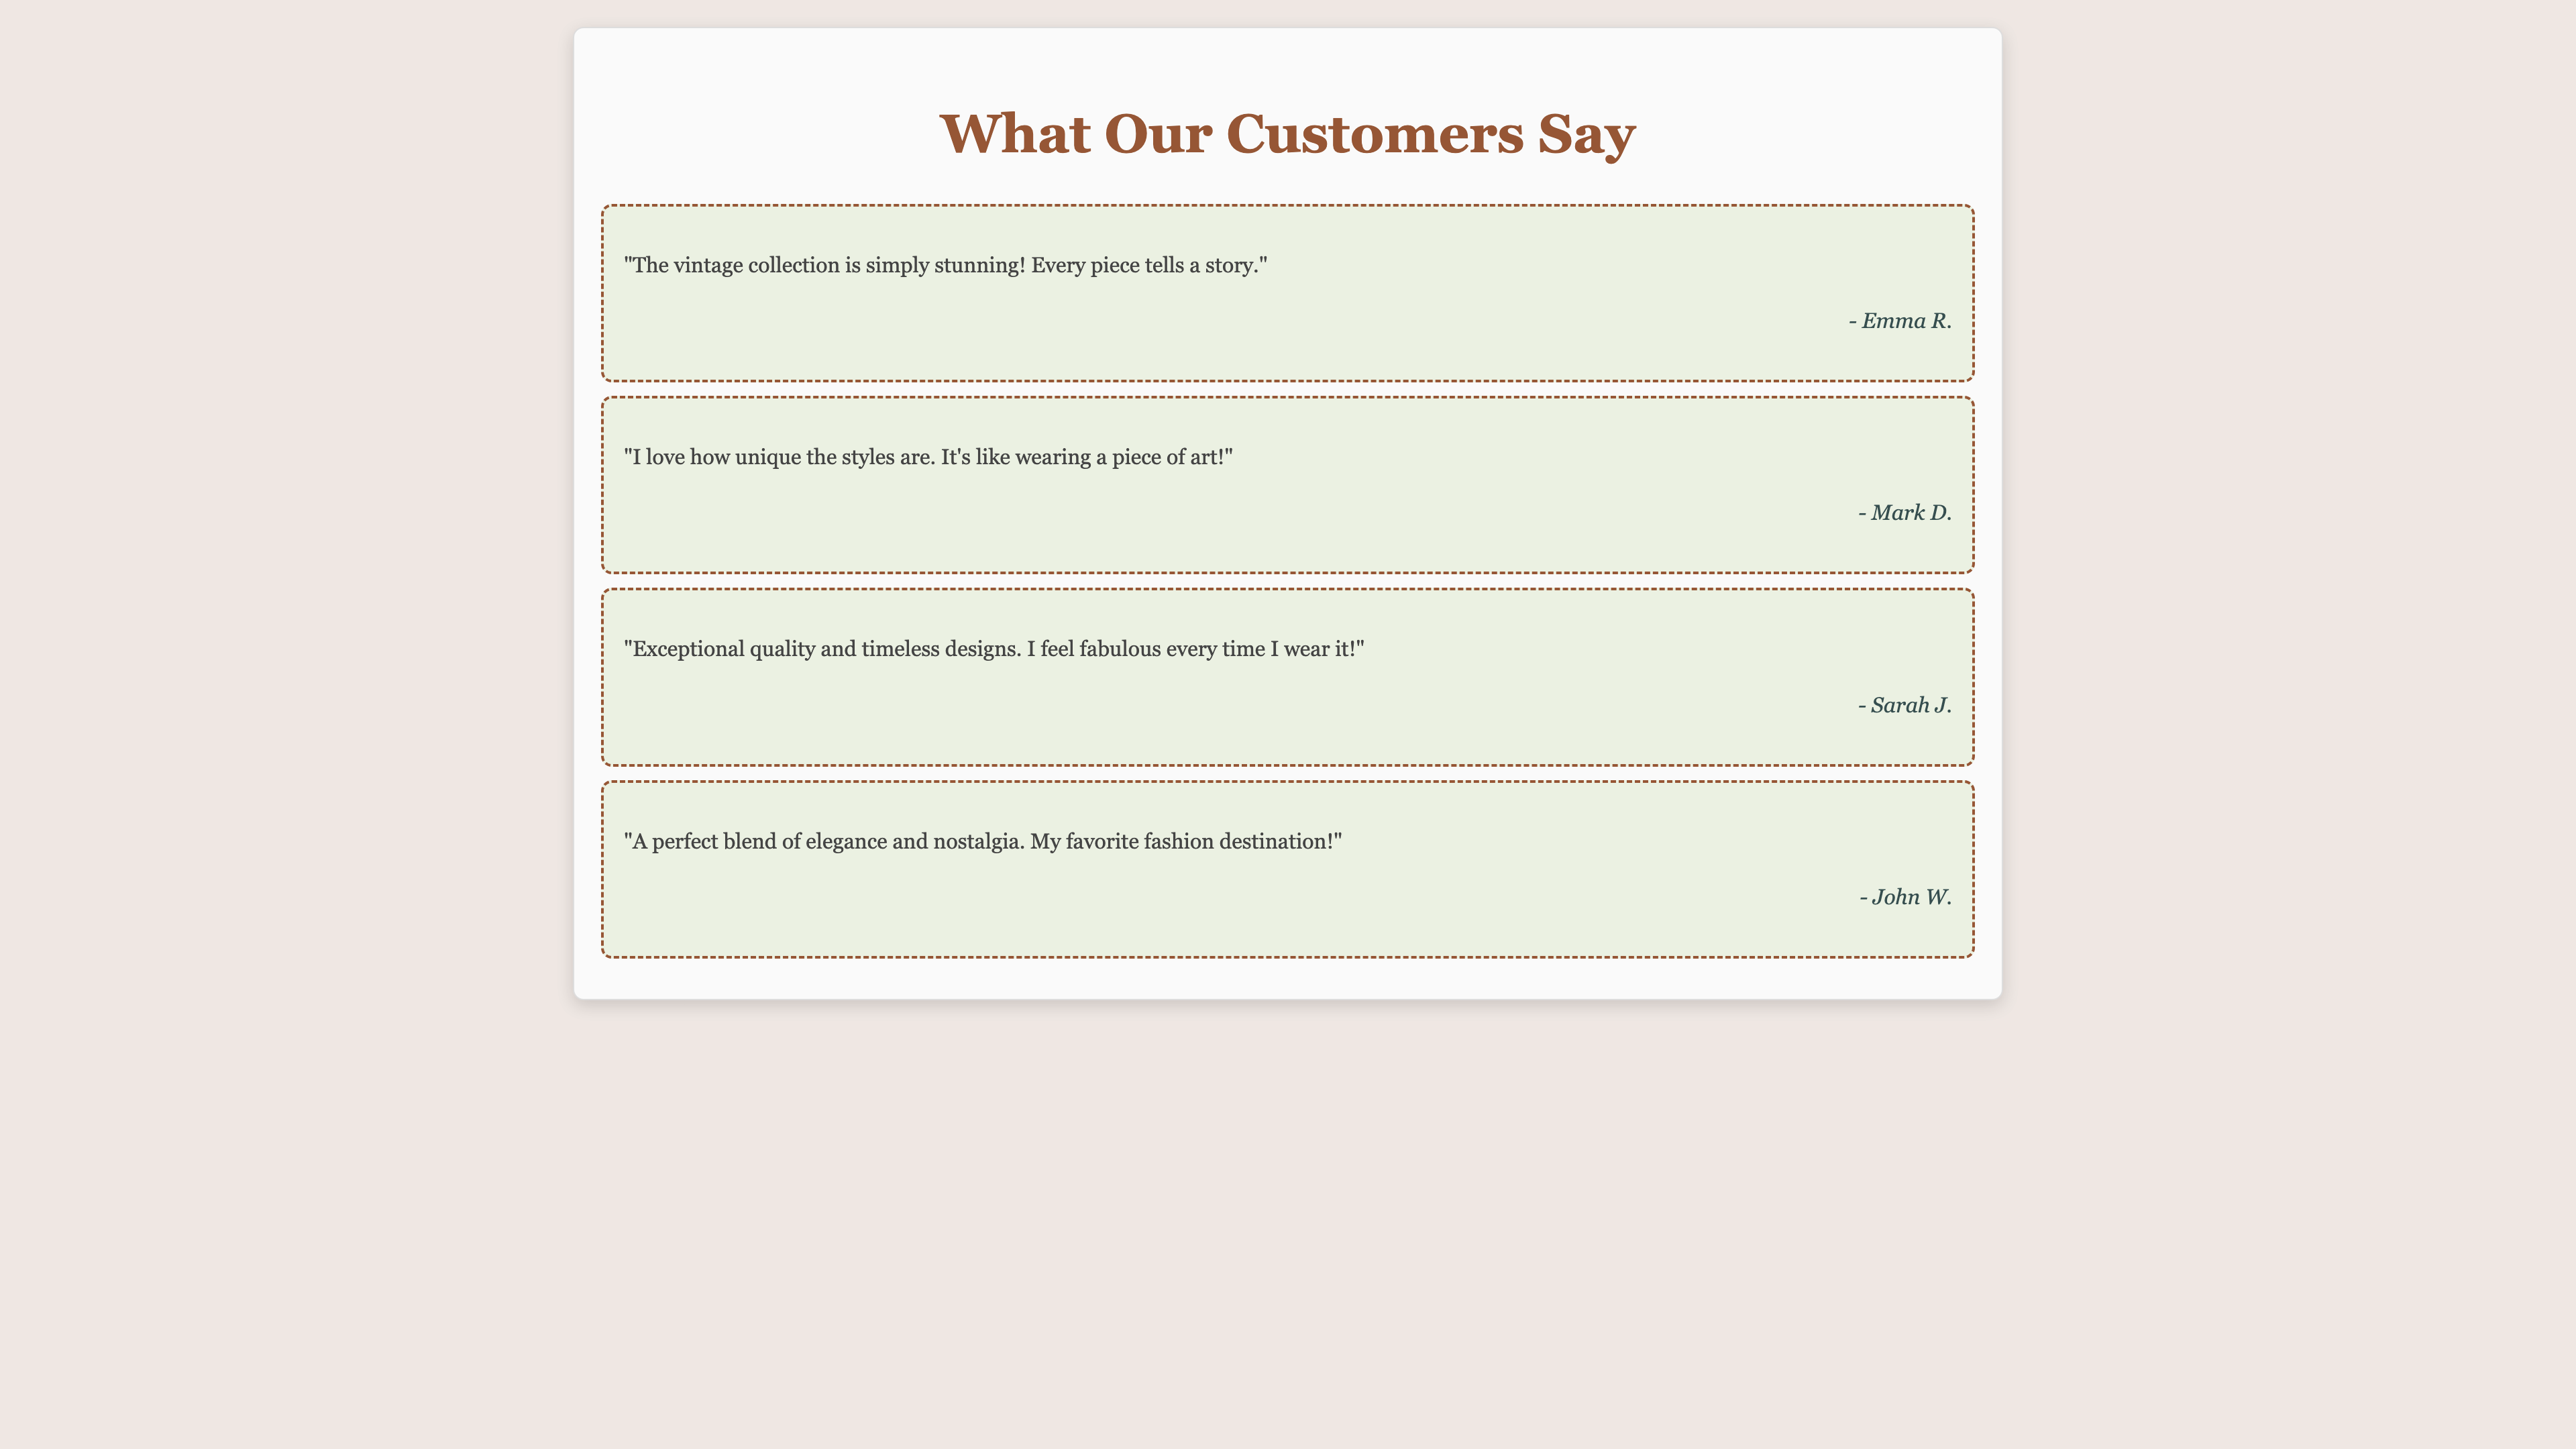 What Our Customers Say
"The vintage collection is simply stunning! Every piece tells a story."
- Emma R.
"I love how unique the styles are. It's like wearing a piece of art!"
- Mark D.
"Exceptional quality and timeless designs. I feel fabulous every time I wear it!"
- Sarah J.
"A perfect blend of elegance and nostalgia. My favorite fashion destination!"
- John W.